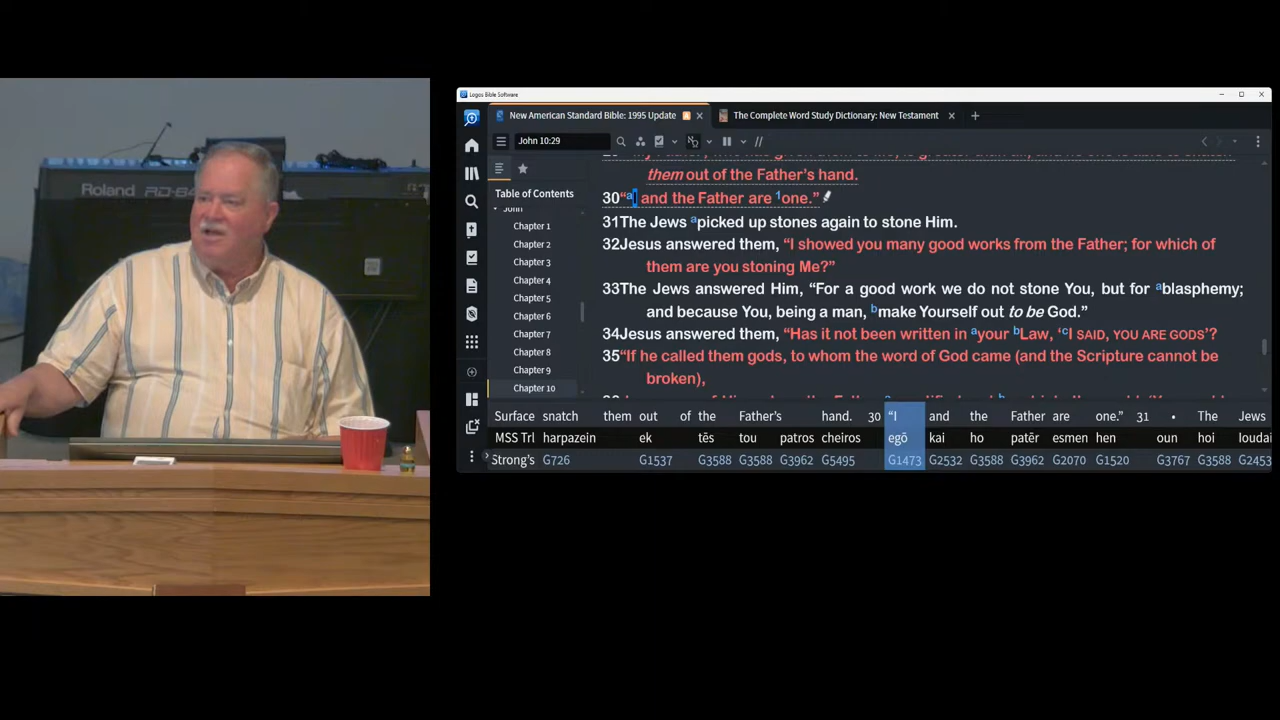 Roland RD-64
Logos Bible Software
New American Standard Bible: 1995 Update A
The Complete Word Study Dictionary: New Testament
John 10:29
Table of Contents
John
Chapter 1
Chapter 2
Chapter 3
Chapter 4
Chapter 5
Chapter 6
Chapter 7
Chapter 8
Chapter 9
Chapter 10
them out of the Father's hand.
30“a and the Father are 1one.”
31The Jews apicked up stones again to stone Him.
32Jesus answered them, “I showed you many good works from the Father; for which of
them are you stoning Me?”
33The Jews answered Him, “For a good work we do not stone You, but for ablasphemy;
and because You, being a man, bmake Yourself out to be God.”
34Jesus answered them, “Has it not been written in ayour bLaw, ‘cI SAID, YOU ARE GODS’?
35“If he called them gods, to whom the word of God came (and the Scripture cannot be
broken),
Surface snatch them out of the Father's hand. 30 “I and the Father are one.” 31 • The Jews
MSS Trl harpazein ek tēs tou patros cheiros egō kai ho patēr esmen hen oun hoi Ioudai
Strong's G726 G1537 G3588 G3588 G3962 G5495 G1473 G2532 G3588 G3962 G2070 G1520 G3767 G3588 G2453